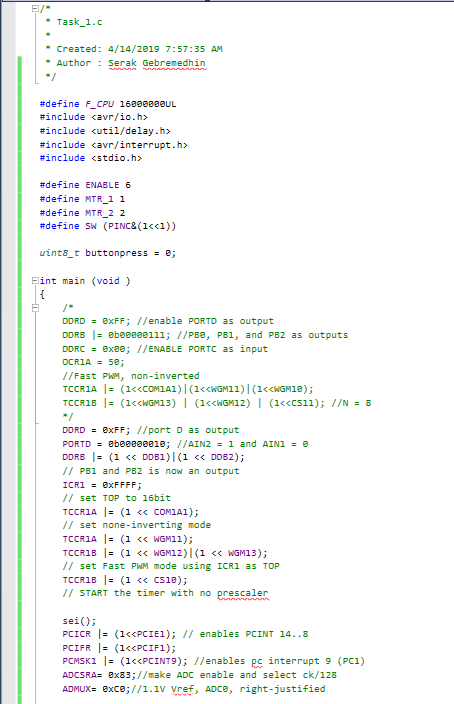 /*
 * Task_1.c
 *
 * Created: 4/14/2019 7:57:35 AM
 * Author : Serak Gebremedhin
 */

#define F_CPU 16000000UL
#include <avr/io.h>
#include <util/delay.h>
#include <avr/interrupt.h>
#include <stdio.h>

#define ENABLE 6
#define MTR_1 1
#define MTR_2 2
#define SW (PINC&(1<<1))

uint8_t buttonpress = 0;

int main (void )
{
    /*
    DDRD = 0xFF; //enable PORTD as output
    DDRB |= 0b00000111; //PB0, PB1, and PB2 as outputs
    DDRC = 0x00; //ENABLE PORTC as input
    OCR1A = 50;
    //Fast PWM, non-inverted
    TCCR1A |= (1<<COM1A1)|(1<<WGM11)|(1<<WGM10);
    TCCR1B |= (1<<WGM13) | (1<<WGM12) | (1<<CS11); //N = 8
    */
    DDRD = 0xFF; //port D as output
    PORTD = 0b00000010; //AIN2 = 1 and AIN1 = 0
    DDRB |= (1 << DDB1)|(1 << DDB2);
    // PB1 and PB2 is now an output
    ICR1 = 0xFFFF;
    // set TOP to 16bit
    TCCR1A |= (1 << COM1A1);
    // set none-inverting mode
    TCCR1A |= (1 << WGM11);
    TCCR1B |= (1 << WGM12)|(1 << WGM13);
    // set Fast PWM mode using ICR1 as TOP
    TCCR1B |= (1 << CS10);
    // START the timer with no prescaler

    sei();
    PCICR |= (1<<PCIE1); // enables PCINT 14..8
    PCIFR |= (1<<PCIF1);
    PCMSK1 |= (1<<PCINT9); //enables pc interrupt 9 (PC1)
    ADCSRA= 0x83;//make ADC enable and select ck/128
    ADMUX= 0xC0;//1.1V Vref, ADC0, right-justified